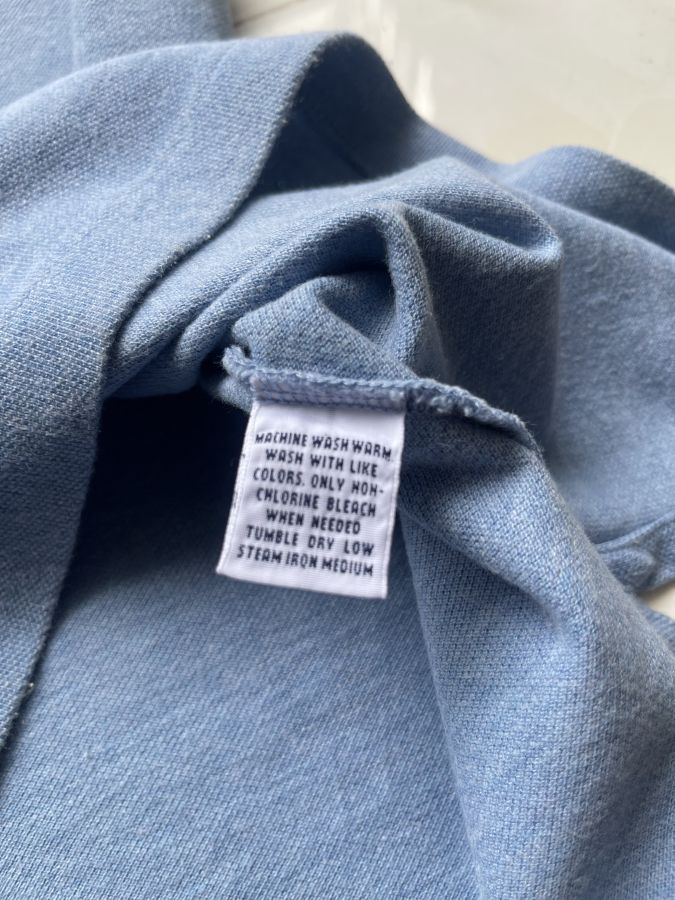 MACHINE WASH WARM
WASH WITH LIKE
COLORS. ONLY NON-
CHLORINE BLEACH
WHEN NEEDED
TUMBLE DRY LOW
STEAM IRON MEDIUM